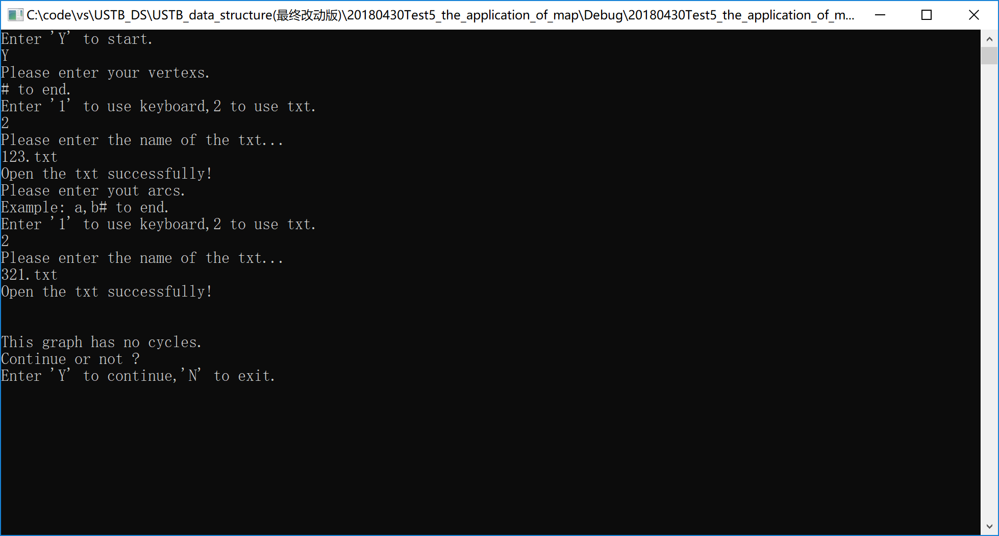 C:\code\vs\USTB_DS\USTB_data_structure(最终改动版)\20180430Test5_the_application_of_map\Debug\20180430Test5_the_application_of_m...
Enter 'Y' to start.
Y
Please enter your vertexs.
# to end.
Enter '1' to use keyboard,2 to use txt.
2
Please enter the name of the txt...
123.txt
Open the txt successfully!
Please enter yout arcs.
Example: a,b# to end.
Enter '1' to use keyboard,2 to use txt.
2
Please enter the name of the txt...
321.txt
Open the txt successfully!
This graph has no cycles.
Continue or not ?
Enter 'Y' to continue,'N' to exit.